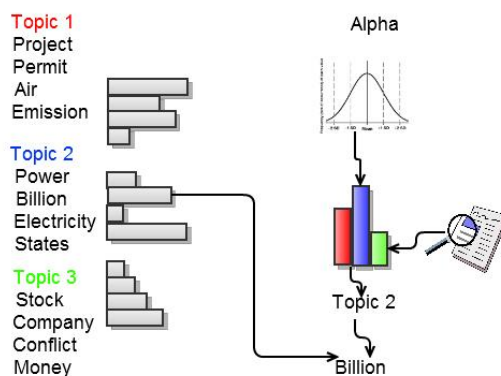 Topic 1
Project
Permit
Air
Emission
Topic 2
Power
Billion
Electricity
States
Topic 3
Stock
Company
Conflict
Money
Alpha
Mean
Topic 2
Billion